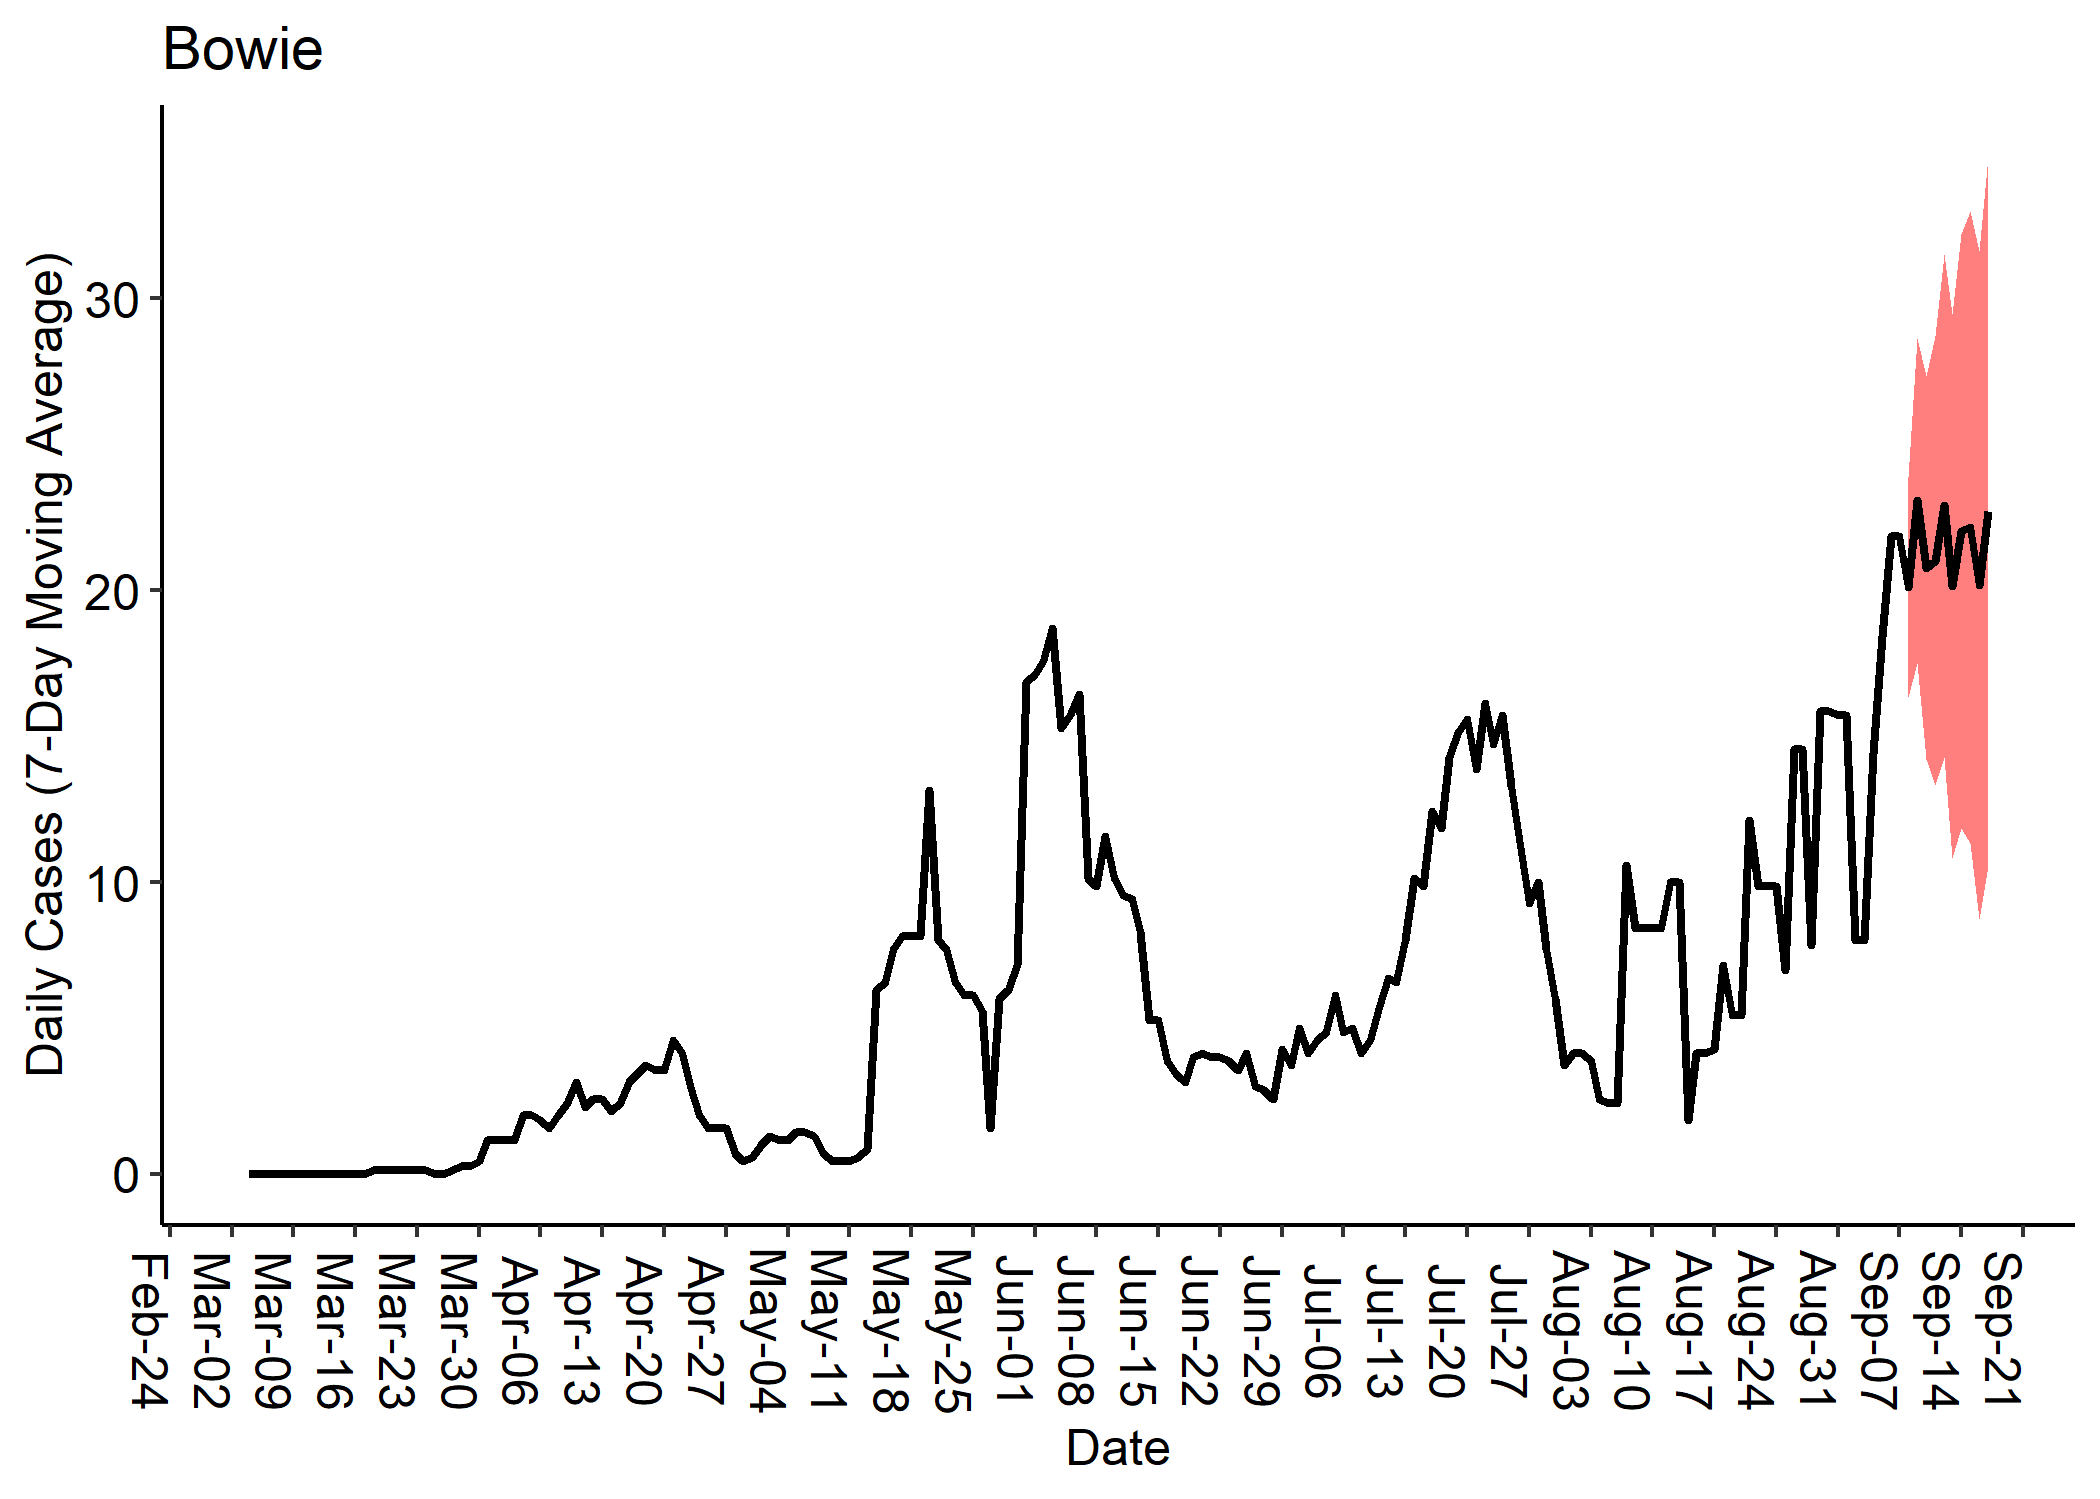 Bowie
Daily Cases (7-Day Moving Average)
30
20
10
0
Feb-24
Mar-02
Mar-09
Mar-16
Mar-23
Mar-30
Apr-06
Apr-13
Apr-20
Apr-27
May-04
May-11
May-18
May-25
Jun-01
Jun-08
Jun-15
Jun-22
Jun-29
Jul-06
Jul-13
Jul-20
Jul-27
Aug-03
Aug-10
Aug-17
Aug-24
Aug-31
Sep-07
Sep-14
Sep-21
Date